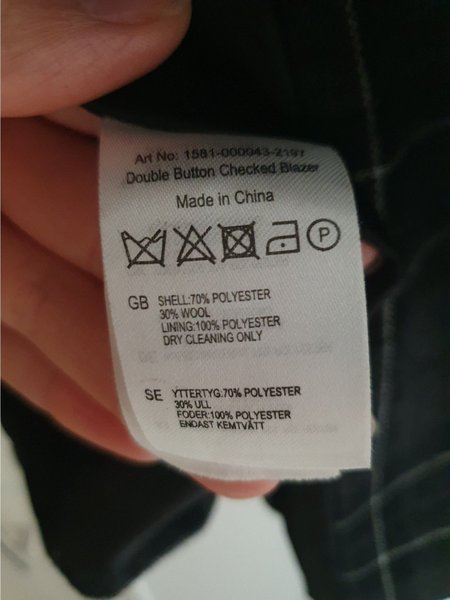 Art No: 1581-000043-2197
Double Button Checked Blazer
Made in China
P
GB SHELL:70% POLYESTER
30% WOOL
LINING:100% POLYESTER
DRY CLEANING ONLY
SE YTTERTYG:70% POLYESTER
30% ULL
FODER:100% POLYESTER
ENDAST KEMTVÄTT